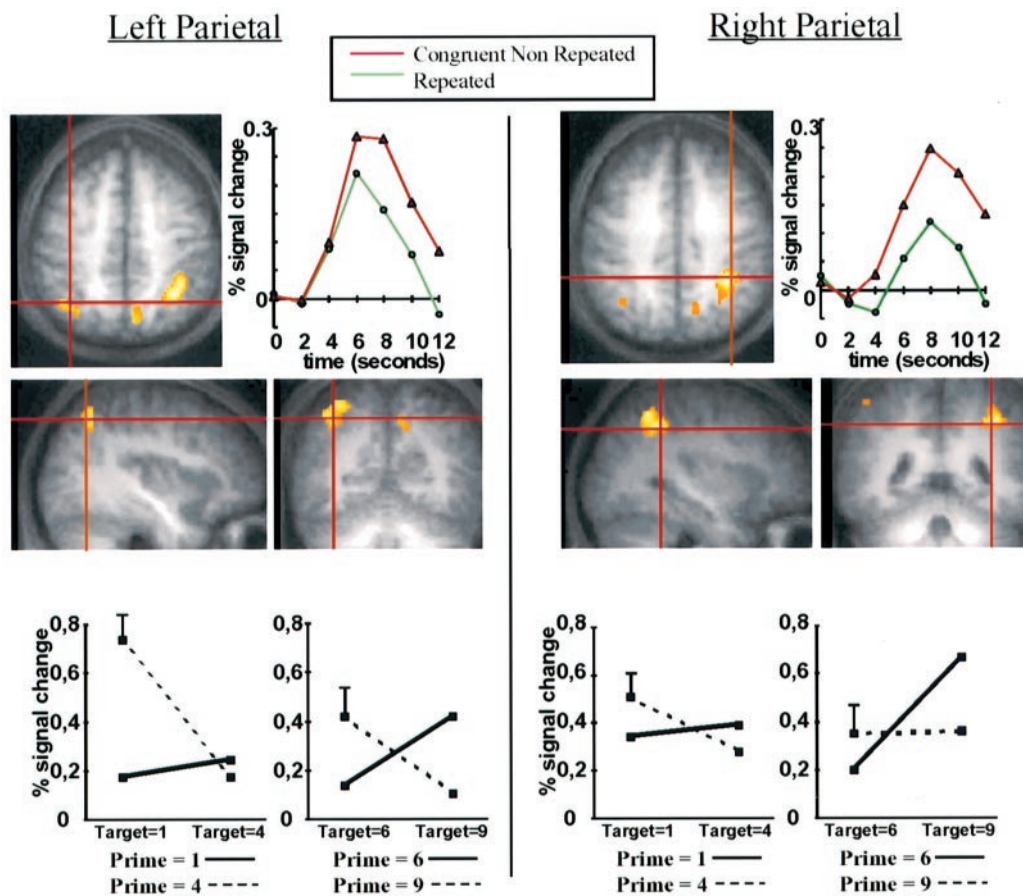 Left Parietal
Right Parietal
Congruent Non Repeated
Repeated
% signal change
0.3
0
0 2 4 6 8 10 12
time (seconds)
% signal change
0.3
0
0 2 4 6 8 10 12
time (seconds)
% signal change
0,8
0,6
0,4
0,2
0
Target=1 Target=4
Prime = 1
Prime = 4
0,8
0,6
0,4
0,2
0
Target=6 Target=9
Prime = 6
Prime = 9
% signal change
0,8
0,6
0,4
0,2
0
Target=1 Target=4
Prime = 1
Prime = 4
0,8
0,6
0,4
0,2
0
Target=6 Target=9
Prime = 6
Prime = 9